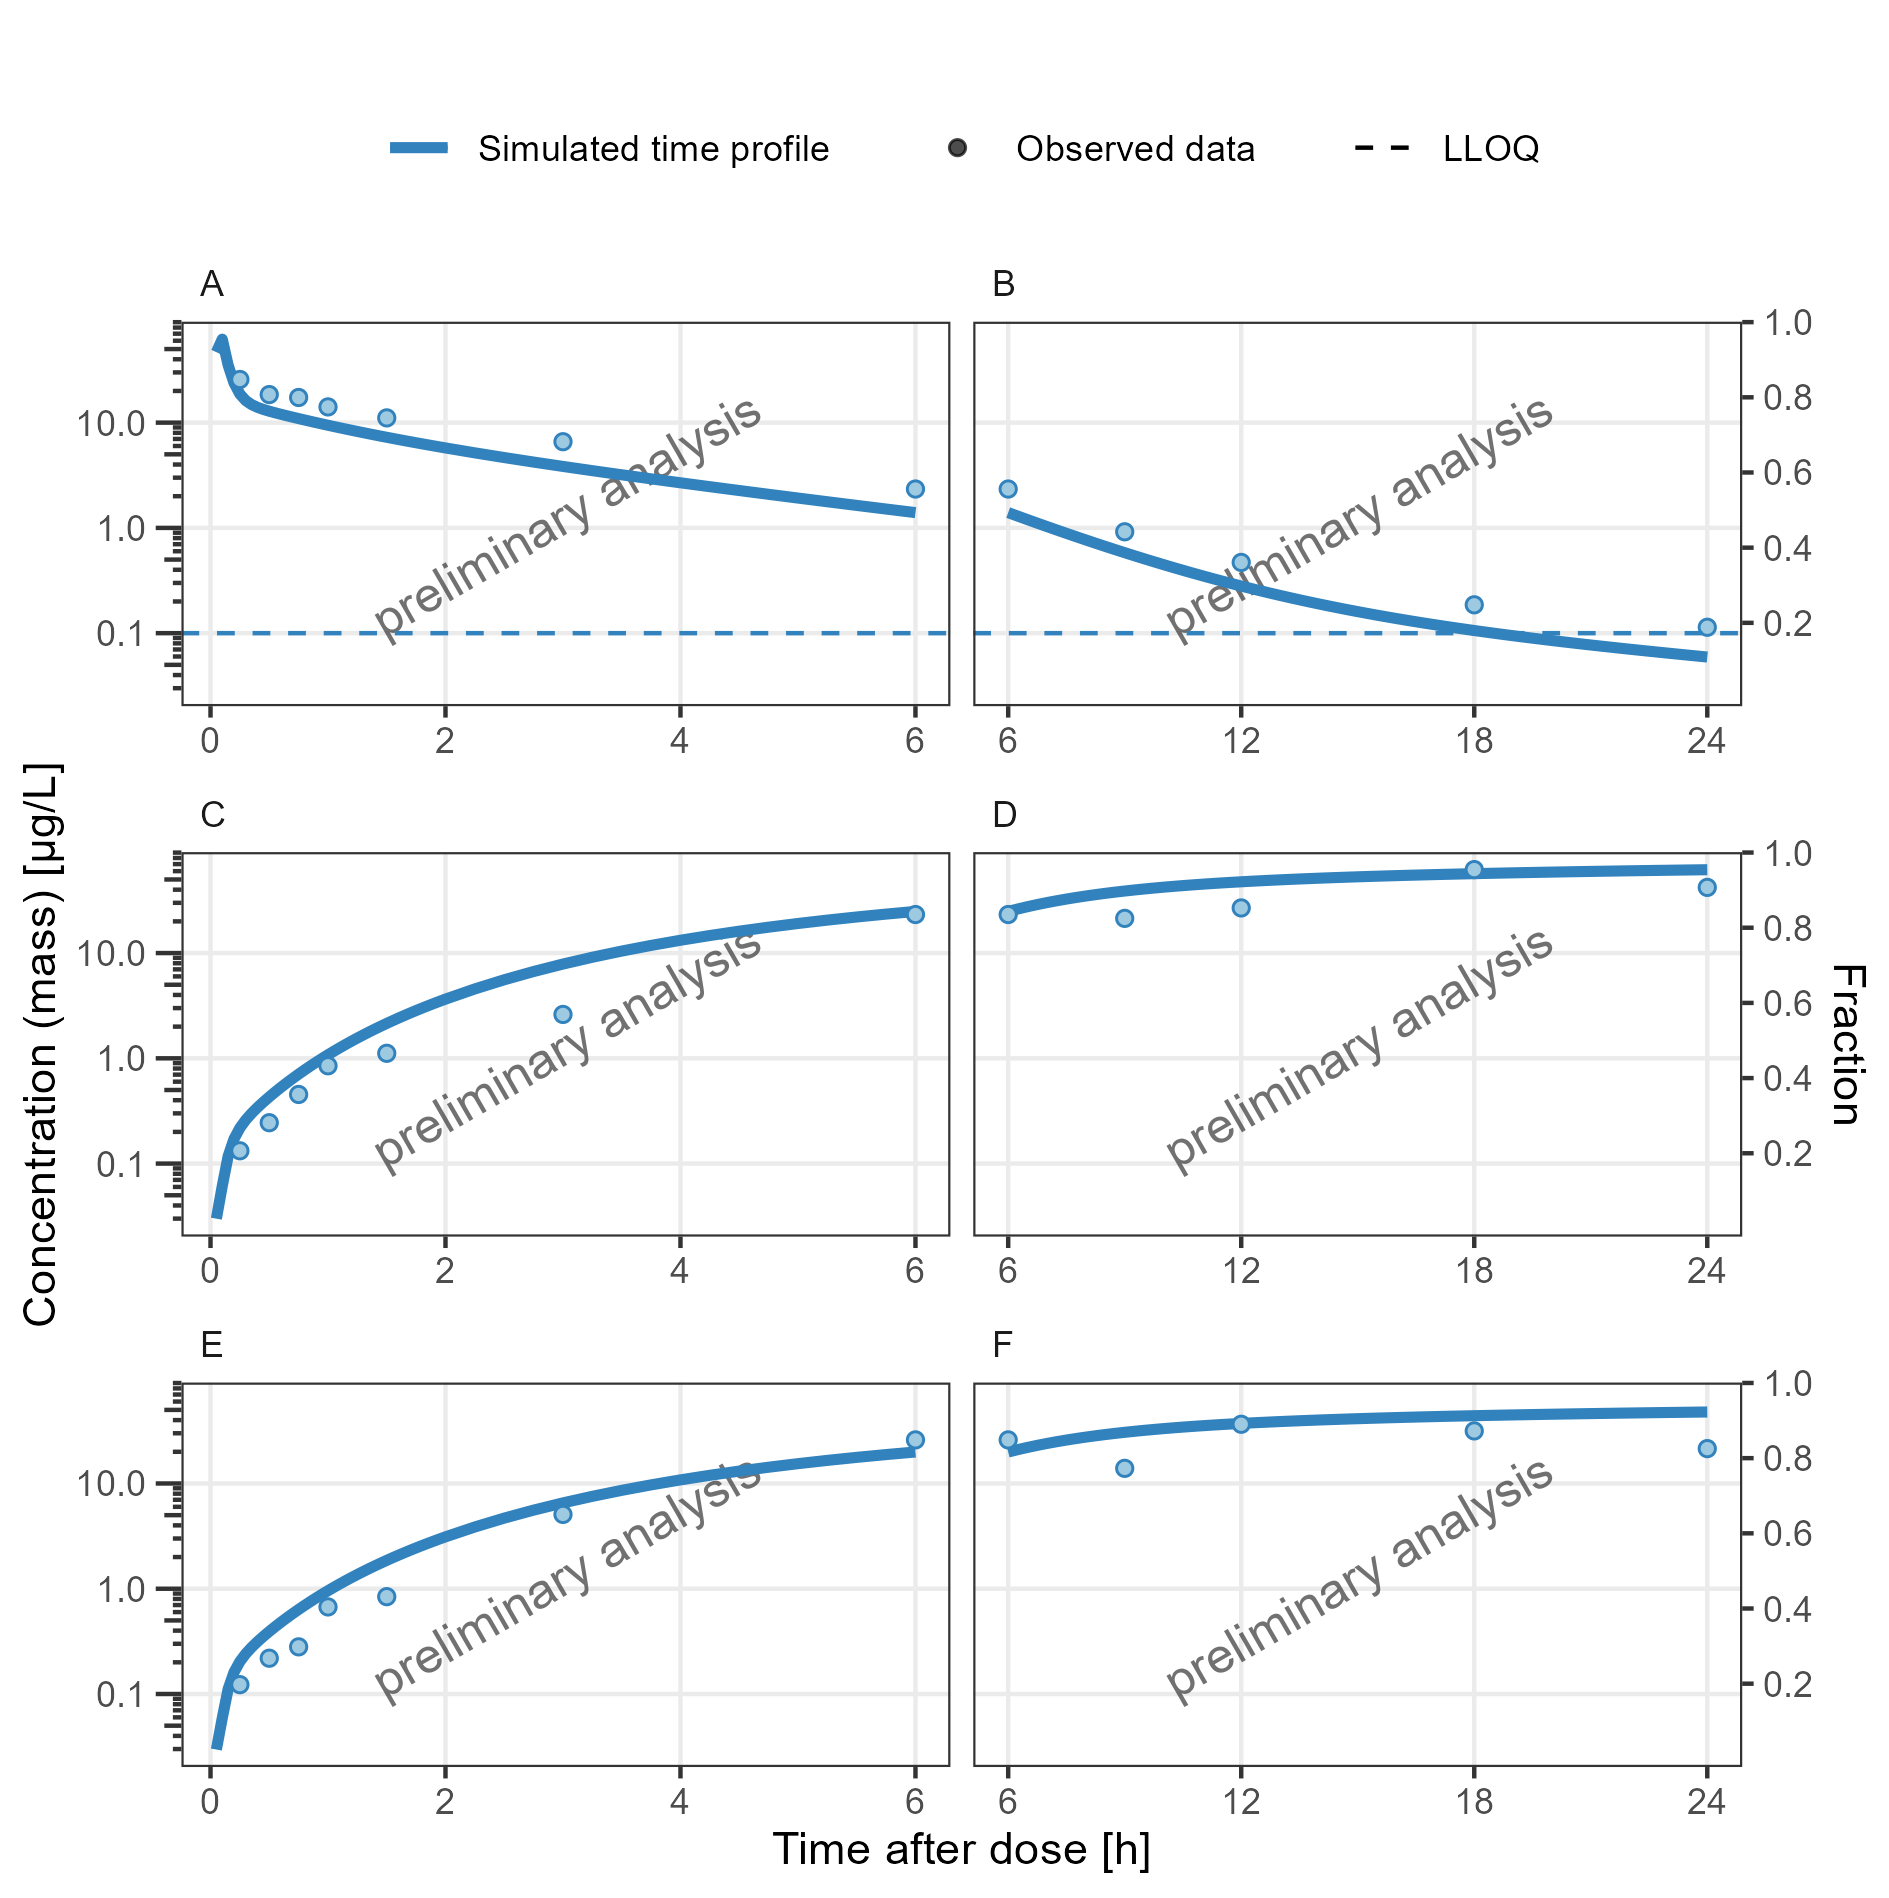 Simulated time profile Observed data LLOQ
A B
10.0
1.0
0.1
1.0
0.8
0.6
0.4
0.2
preliminary analysis preliminary analysis
0 2 4 6 6 12 18 24
C D
10.0
1.0
0.1
1.0
0.8
0.6
0.4
0.2
preliminary analysis preliminary analysis
0 2 4 6 6 12 18 24
Concentration (mass) [µg/L]
Fraction
E F
10.0
1.0
0.1
1.0
0.8
0.6
0.4
0.2
preliminary analysis preliminary analysis
0 2 4 6 6 12 18 24
Time after dose [h]